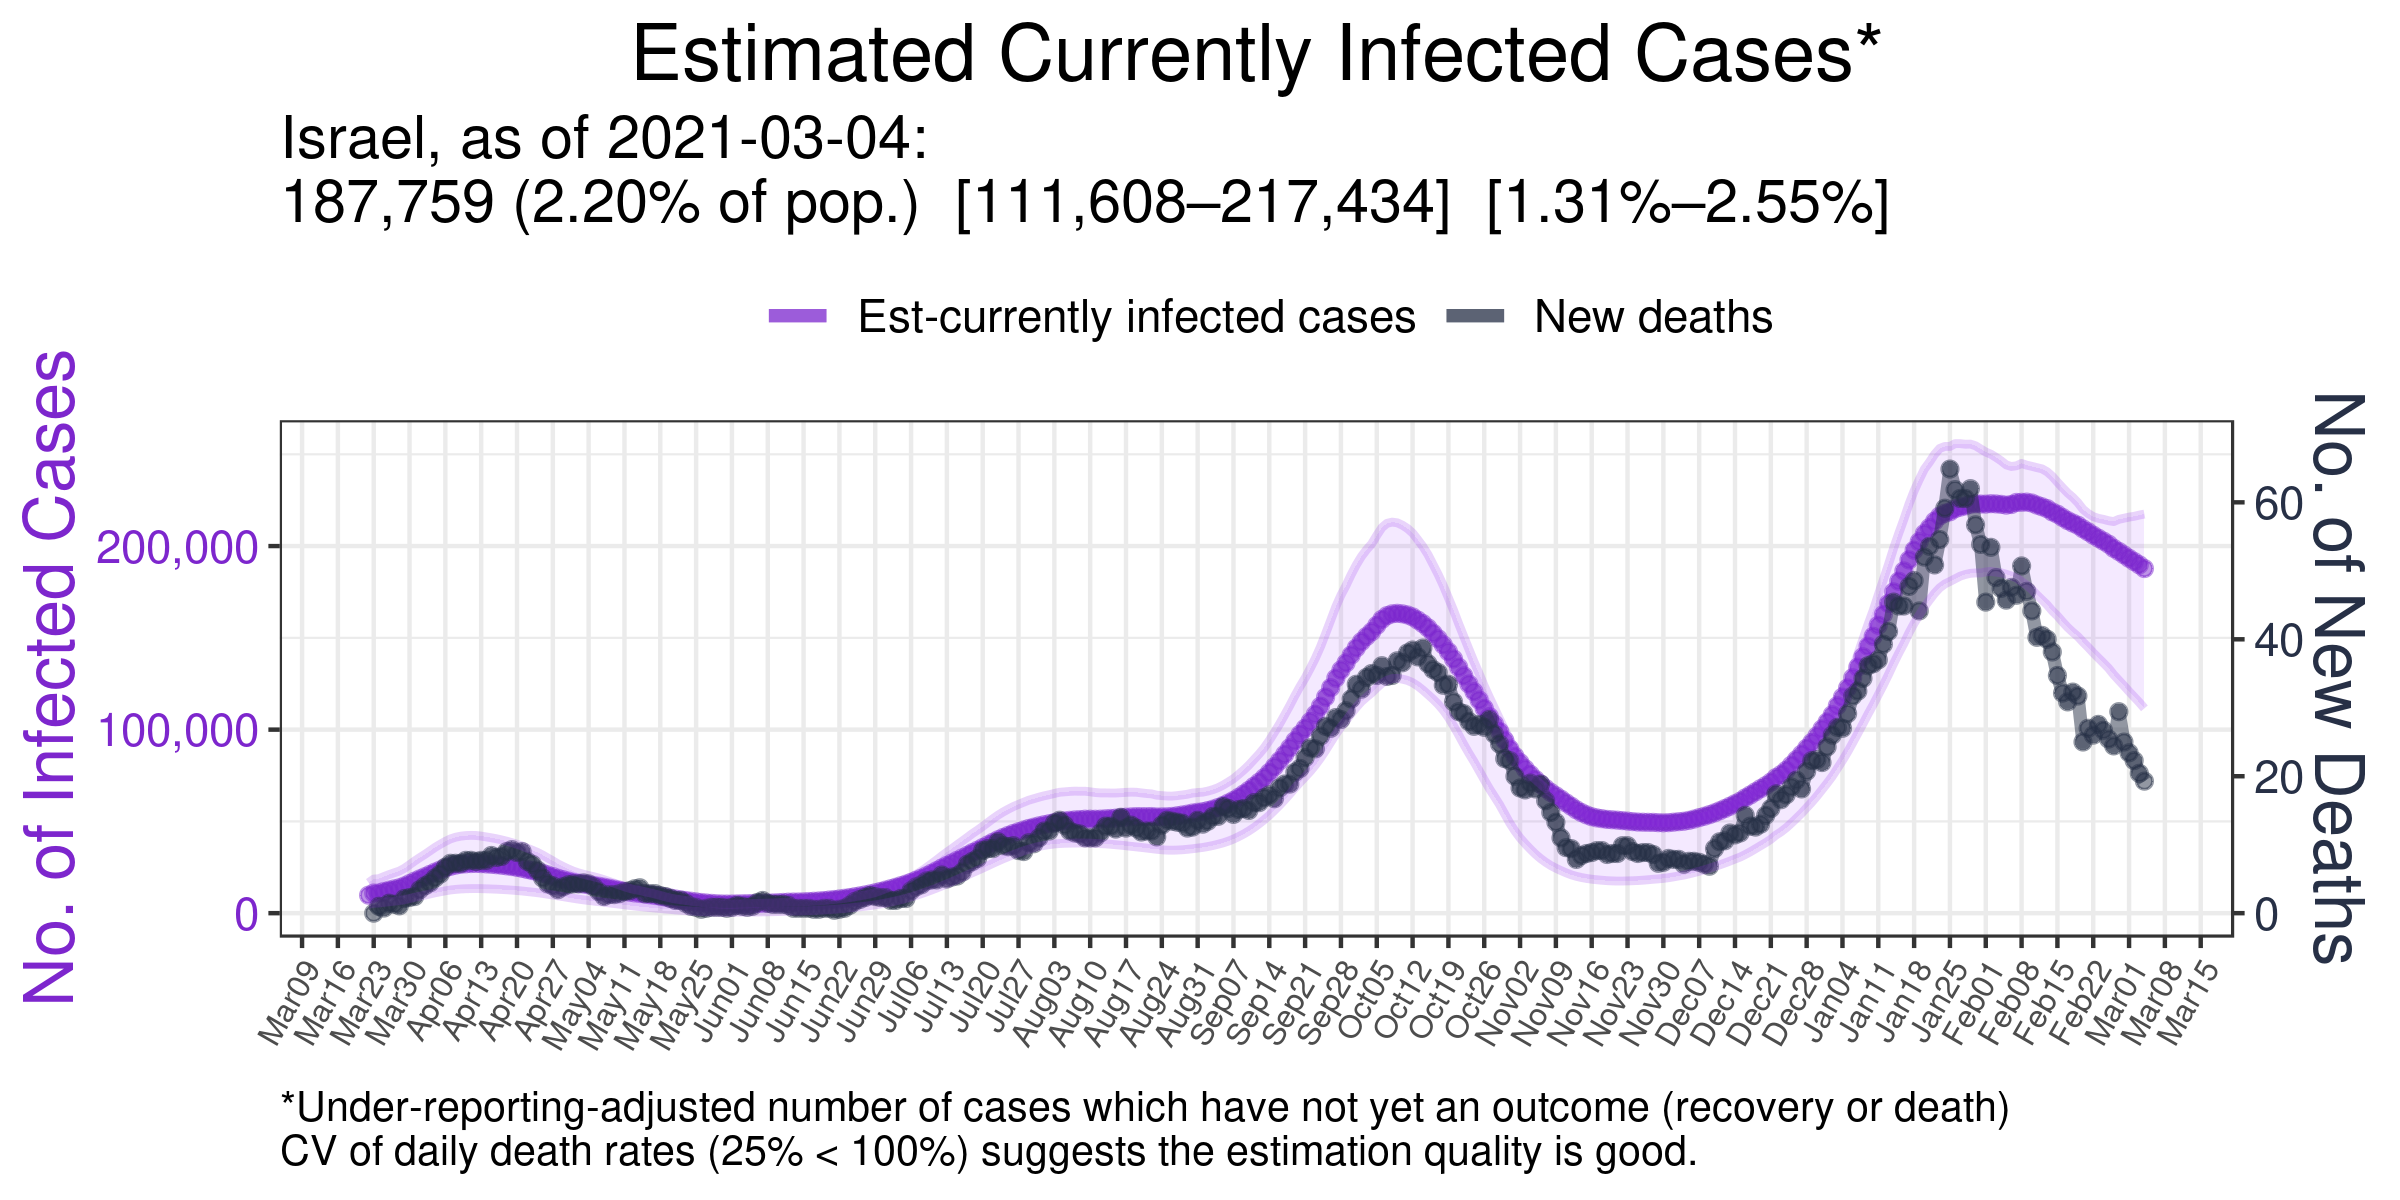 Estimated Currently Infected Cases*
Israel, as of 2021-03-04:
187,759 (2.20% of pop.)  [111,608–217,434]  [1.31%–2.55%]
Est-currently infected cases
New deaths
No. of Infected Cases
200,000
100,000
0
60
40
20
0
No. of New Deaths
Mar09
Mar16
Mar23
Mar30
Apr06
Apr13
Apr20
Apr27
May04
May11
May18
May25
Jun01
Jun08
Jun15
Jun22
Jun29
Jul06
Jul13
Jul20
Jul27
Aug03
Aug10
Aug17
Aug24
Aug31
Sep07
Sep14
Sep21
Sep28
Oct05
Oct12
Oct19
Oct26
Nov02
Nov09
Nov16
Nov23
Nov30
Dec07
Dec14
Dec21
Dec28
Jan04
Jan11
Jan18
Jan25
Feb01
Feb08
Feb15
Feb22
Mar01
Mar08
Mar15
*Under-reporting-adjusted number of cases which have not yet an outcome (recovery or death)
CV of daily death rates (25% < 100%) suggests the estimation quality is good.